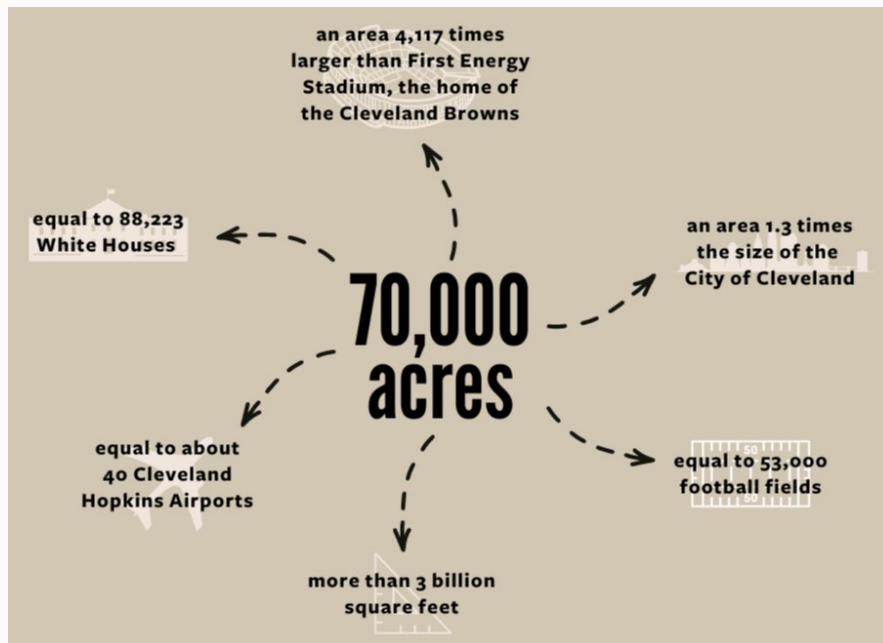 an area 4,117 times
larger than First Energy
Stadium, the home of
the Cleveland Browns
equal to 88,223
White Houses
an area 1.3 times
the size of the
City of Cleveland
70,000
acres
equal to about
40 Cleveland
Hopkins Airports
50
equal to 53,000
football fields
50
more than 3 billion
square feet